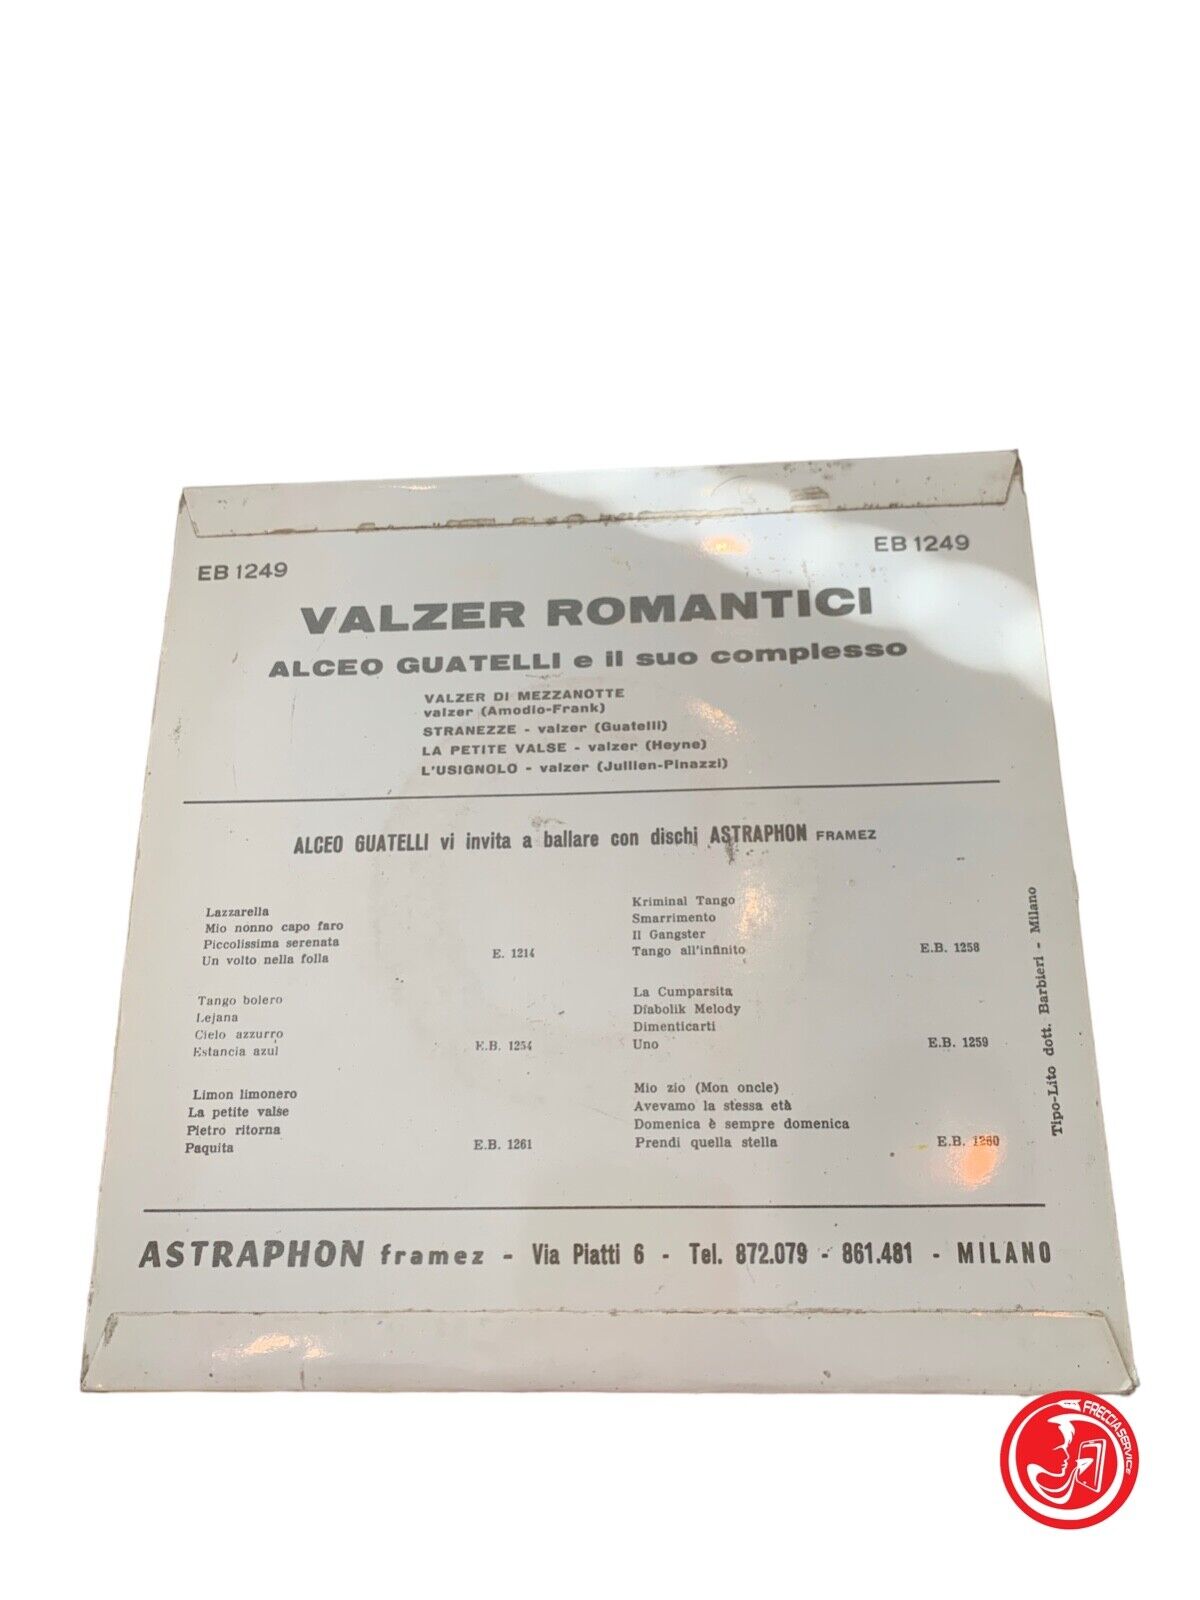 EB 1249
EB 1249
VALZER ROMANTICI
ALCEO GUATELLI e il suo complesso
VALZER DI MEZZANOTTE
valzer (Amodio-Frank)
STRANEZZE - valzer (Guatelli)
LA PETITE VALSE - valzer (Heyne)
L'USIGNOLO - valzer (Jullien-Pinazzi)
ALCEO GUATELLI vi invita a ballare con dischi ASTRAPHON FRAMEZ
Lazzarella
Mio nonno capo faro
Piccolissima serenata
Un volto nella folla E. 1214
Tango bolero
Lejana
Cielo azzurro
Estancia azul E.B. 1254
Limon limonero
La petite valse
Pietro ritorna
Paquita E.B. 1261
Kriminal Tango
Smarrimento
Il Gangster
Tango all'infinito E.B. 1258
La Cumparsita
Diabolik Melody
Dimenticarti
Uno E.B. 1259
Mio zio (Mon oncle)
Avevamo la stessa età
Domenica è sempre domenica
Prendi quella stella E.B. 1260
Tipo-Lito dott. Barbieri - Milano
ASTRAPHON framez - Via Piatti 6 - Tel. 872.079 - 861.481 - MILANO
FRECCIASERVICE